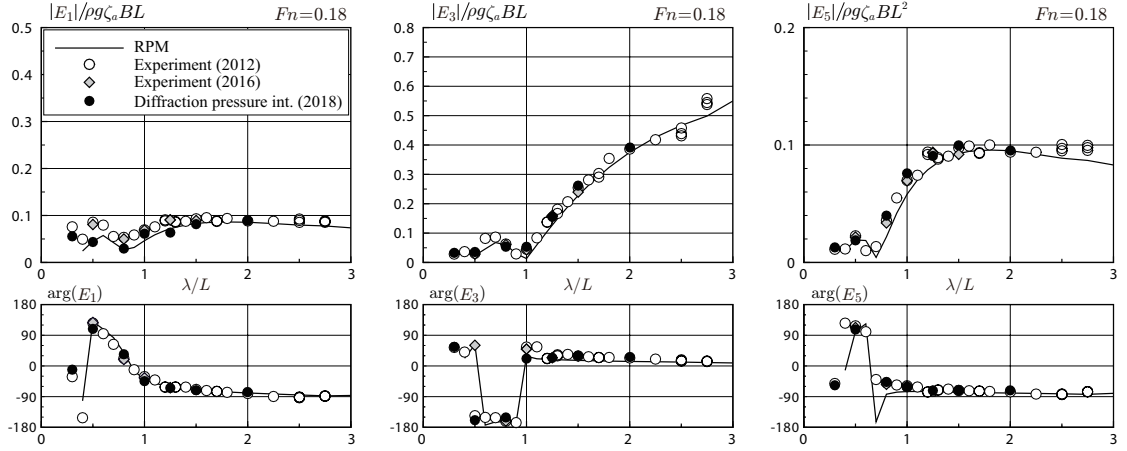 |E₁|/ρgζₐBL Fn=0.18
0.5
0.4
0.3
0.2
0.1
0
RPM
Experiment (2012)
Experiment (2016)
Diffraction pressure int. (2018)
0 1 2 3
λ/L
arg(E₁)
180
90
0
-90
-180
0 1 2 3
|E₃|/ρgζₐBL Fn=0.18
0.8
0.7
0.6
0.5
0.4
0.3
0.2
0.1
0
0 1 2 3
λ/L
arg(E₃)
180
90
0
-90
-180
0 1 2 3
|E₅|/ρgζₐBL² Fn=0.18
0.2
0.1
0
0 1 2 3
λ/L
arg(E₅)
180
90
0
-90
-180
0 1 2 3